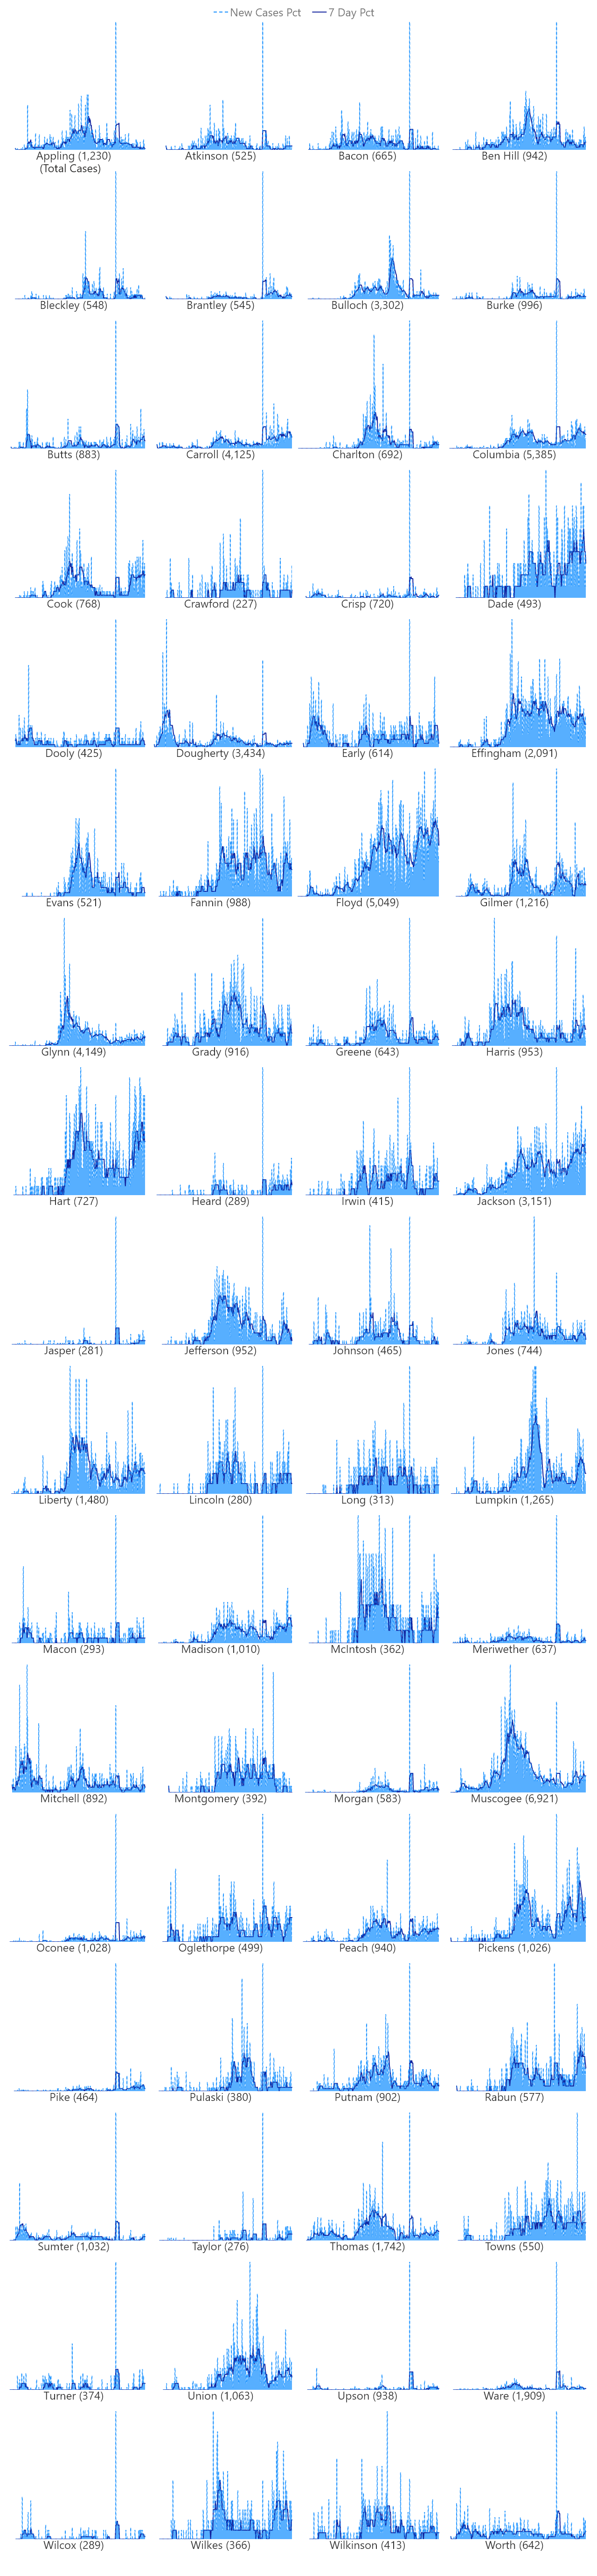 New Cases Pct 7 Day Pct
Appling (1,230) Atkinson (525) Bacon (665) Ben Hill (942)
(Total Cases)
Bleckley (548) Brantley (545) Bulloch (3,302) Burke (996)
Butts (883) Carroll (4,125) Charlton (692) Columbia (5,385)
Cook (768) Crawford (227) Crisp (720) Dade (493)
Dooly (425) Dougherty (3,434) Early (614) Effingham (2,091)
Evans (521) Fannin (988) Floyd (5,049) Gilmer (1,216)
Glynn (4,149) Grady (916) Greene (643) Harris (953)
Hart (727) Heard (289) Irwin (415) Jackson (3,151)
Jasper (281) Jefferson (952) Johnson (465) Jones (744)
Liberty (1,480) Lincoln (280) Long (313) Lumpkin (1,265)
Macon (293) Madison (1,010) McIntosh (362) Meriwether (637)
Mitchell (892) Montgomery (392) Morgan (583) Muscogee (6,921)
Oconee (1,028) Oglethorpe (499) Peach (940) Pickens (1,026)
Pike (464) Pulaski (380) Putnam (902) Rabun (577)
Sumter (1,032) Taylor (276) Thomas (1,742) Towns (550)
Turner (374) Union (1,063) Upson (938) Ware (1,909)
Wilcox (289) Wilkes (366) Wilkinson (413) Worth (642)